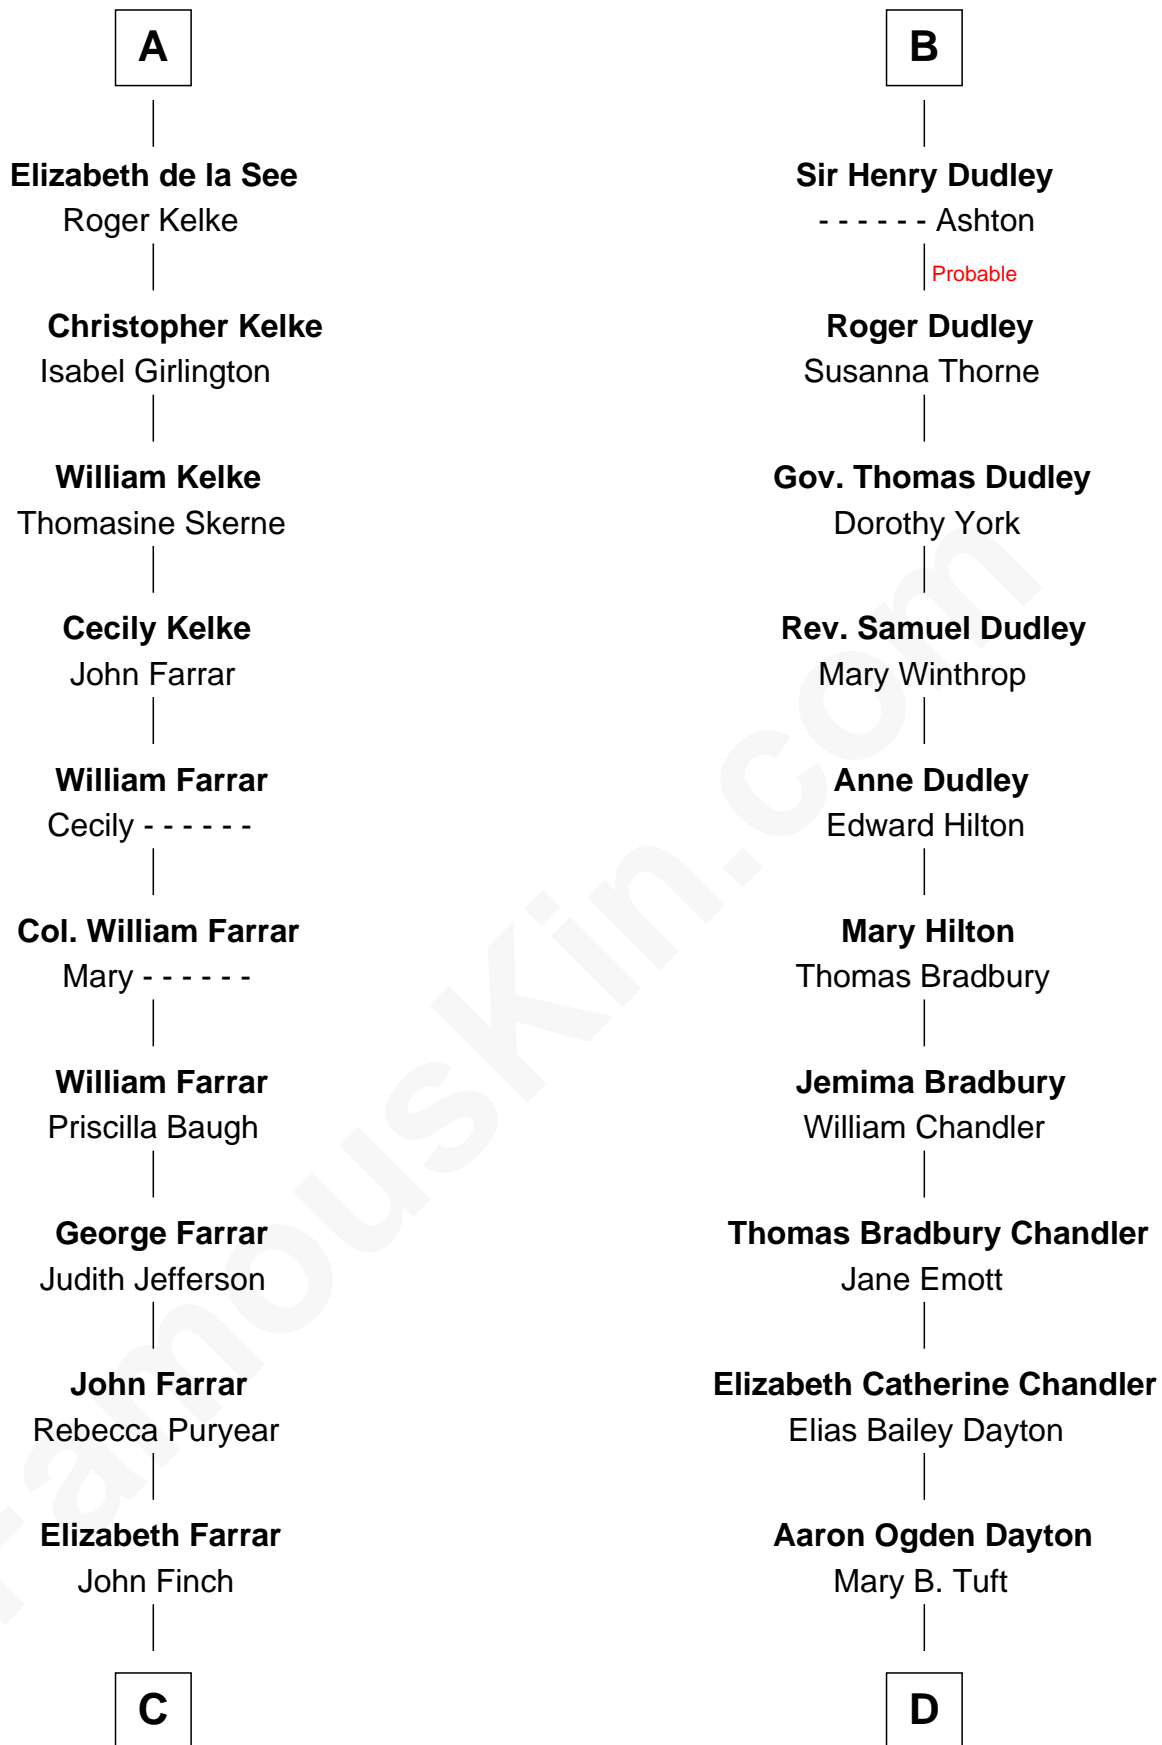 A
Elizabeth de la See
Roger Kelke
Christopher Kelke
Isabel Girlington
William Kelke
Thomasine Skerne
Cecily Kelke
John Farrar
William Farrar
Cecily - - - - - -
Col. William Farrar
Mary - - - - - -
William Farrar
Priscilla Baugh
George Farrar
Judith Jefferson
John Farrar
Rebecca Puryear
Elizabeth Farrar
John Finch
C
B
Sir Henry Dudley
- - - - - - Ashton
Probable
Roger Dudley
Susanna Thorne
Gov. Thomas Dudley
Dorothy York
Rev. Samuel Dudley
Mary Winthrop
Anne Dudley
Edward Hilton
Mary Hilton
Thomas Bradbury
Jemima Bradbury
William Chandler
Thomas Bradbury Chandler
Jane Emott
Elizabeth Catherine Chandler
Elias Bailey Dayton
Aaron Ogden Dayton
Mary B. Tuft
D
FamousKin.com